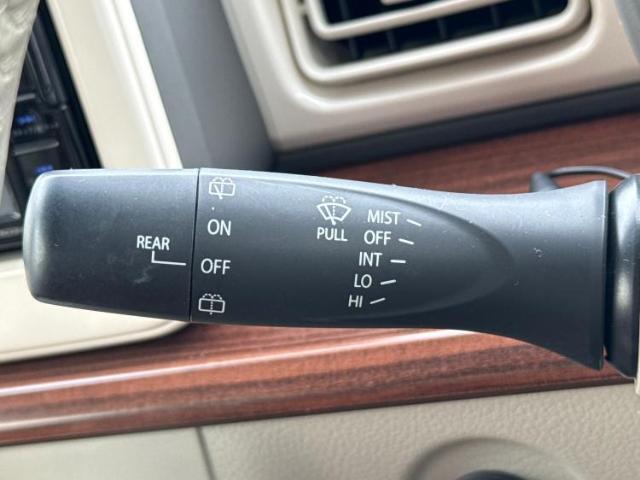 REAR
ON
OFF
PULL
MIST
OFF
INT
LO
HI